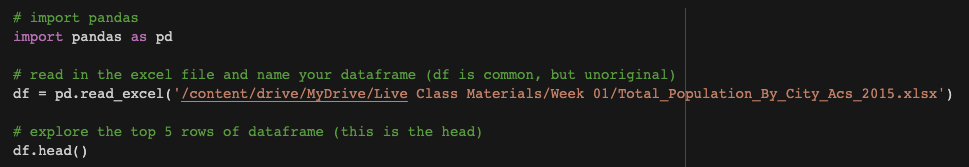 # import pandas
import pandas as pd
# read in the excel file and name your dataframe (df is common, but unoriginal)
df = pd.read_excel('/content/drive/MyDrive/Live Class Materials/Week 01/Total_Population_By_City_Acs_2015.xlsx')
# explore the top 5 rows of dataframe (this is the head)
df.head()